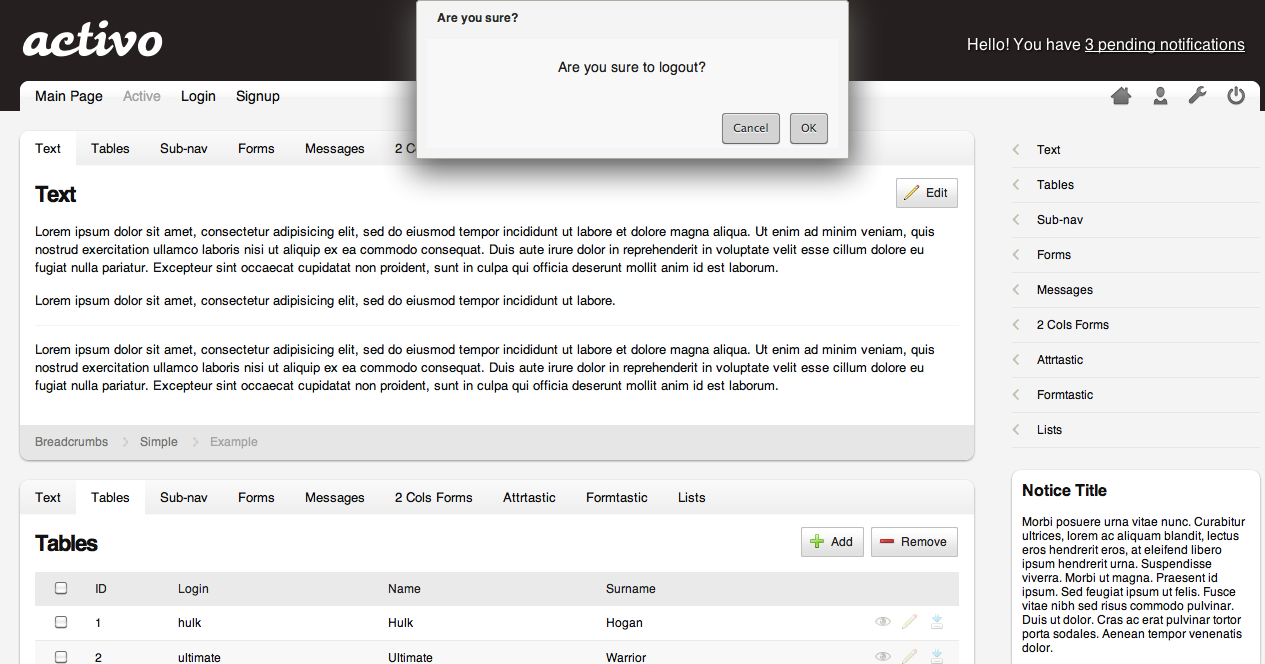 activo
Are you sure?
Are you sure to logout?
Cancel OK
Hello! You have 3 pending notifications
Main Page Active Login Signup
Text Tables Sub-nav Forms Messages 2 C
Text
Edit
Lorem ipsum dolor sit amet, consectetur adipisicing elit, sed do eiusmod tempor incididunt ut labore et dolore magna aliqua. Ut enim ad minim veniam, quis
nostrud exercitation ullamco laboris nisi ut aliquip ex ea commodo consequat. Duis aute irure dolor in reprehenderit in voluptate velit esse cillum dolore eu
fugiat nulla pariatur. Excepteur sint occaecat cupidatat non proident, sunt in culpa qui officia deserunt mollit anim id est laborum.
Lorem ipsum dolor sit amet, consectetur adipisicing elit, sed do eiusmod tempor incididunt ut labore.
Lorem ipsum dolor sit amet, consectetur adipisicing elit, sed do eiusmod tempor incididunt ut labore et dolore magna aliqua. Ut enim ad minim veniam, quis
nostrud exercitation ullamco laboris nisi ut aliquip ex ea commodo consequat. Duis aute irure dolor in reprehenderit in voluptate velit esse cillum dolore eu
fugiat nulla pariatur. Excepteur sint occaecat cupidatat non proident, sunt in culpa qui officia deserunt mollit anim id est laborum.
Breadcrumbs Simple Example
Text Tables Sub-nav Forms Messages 2 Cols Forms Attrtastic Formtastic Lists
Tables
Add Remove
ID Login Name Surname
1 hulk Hulk Hogan
2 ultimate Ultimate Warrior
Text
Tables
Sub-nav
Forms
Messages
2 Cols Forms
Attrtastic
Formtastic
Lists
Notice Title
Morbi posuere urna vitae nunc. Curabitur
ultrices, lorem ac aliquam blandit, lectus
eros hendrerit eros, at eleifend libero
ipsum hendrerit urna. Suspendisse
viverra. Morbi ut magna. Praesent id
ipsum. Sed feugiat ipsum ut felis. Fusce
vitae nibh sed risus commodo pulvinar.
Duis ut dolor. Cras ac erat pulvinar tortor
porta sodales. Aenean tempor venenatis
dolor.